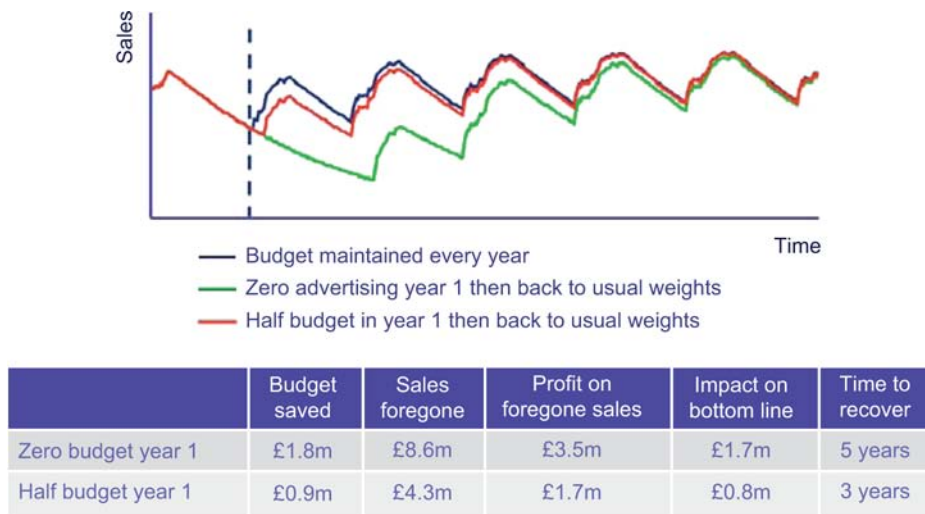 Sales
Time
Budget maintained every year
Zero advertising year 1 then back to usual weights
Half budget in year 1 then back to usual weights
Budget saved Sales foregone Profit on foregone sales Impact on bottom line Time to recover
Zero budget year 1 £1.8m £8.6m £3.5m £1.7m 5 years
Half budget year 1 £0.9m £4.3m £1.7m £0.8m 3 years